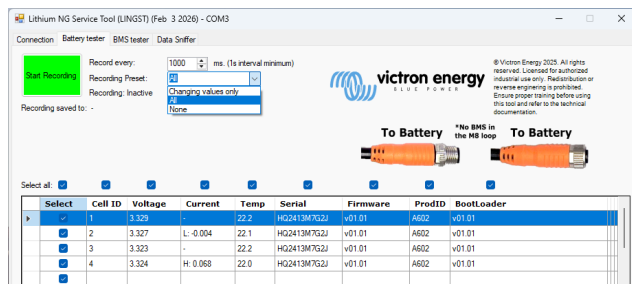 Lithium NG Service Tool (LINGST) (Feb 3 2026) - COM3
Connection Battery tester BMS tester Data Sniffer
Start Recording
Record every: 1000 ms. (1s interval minimum)
Recording Preset: All
Changing values only
All
None
Recording: Inactive
Recording saved to: -
victron energy
BLUE POWER
® Victron Energy 2025. All rights
reserved. Licensed for authorized
industrial use only. Redistribution or
reverse enginering is prohibited.
Ensure proper training before using
this tool and refer to the technical
documentation.
To Battery
*No BMS in
the M8 loop
To Battery
Select all:
Select Cell ID Voltage Current Temp Serial Firmware ProdID BootLoader
1 3.329 - 22.2 HQ2413M7G2J v01.01 A602 v01.01
2 3.327 L: -0.004 22.1 HQ2413M7G2J v01.01 A602 v01.01
3 3.323 - 22.2 HQ2413M7G2J v01.01 A602 v01.01
4 3.324 H: 0.068 22.0 HQ2413M7G2J v01.01 A602 v01.01